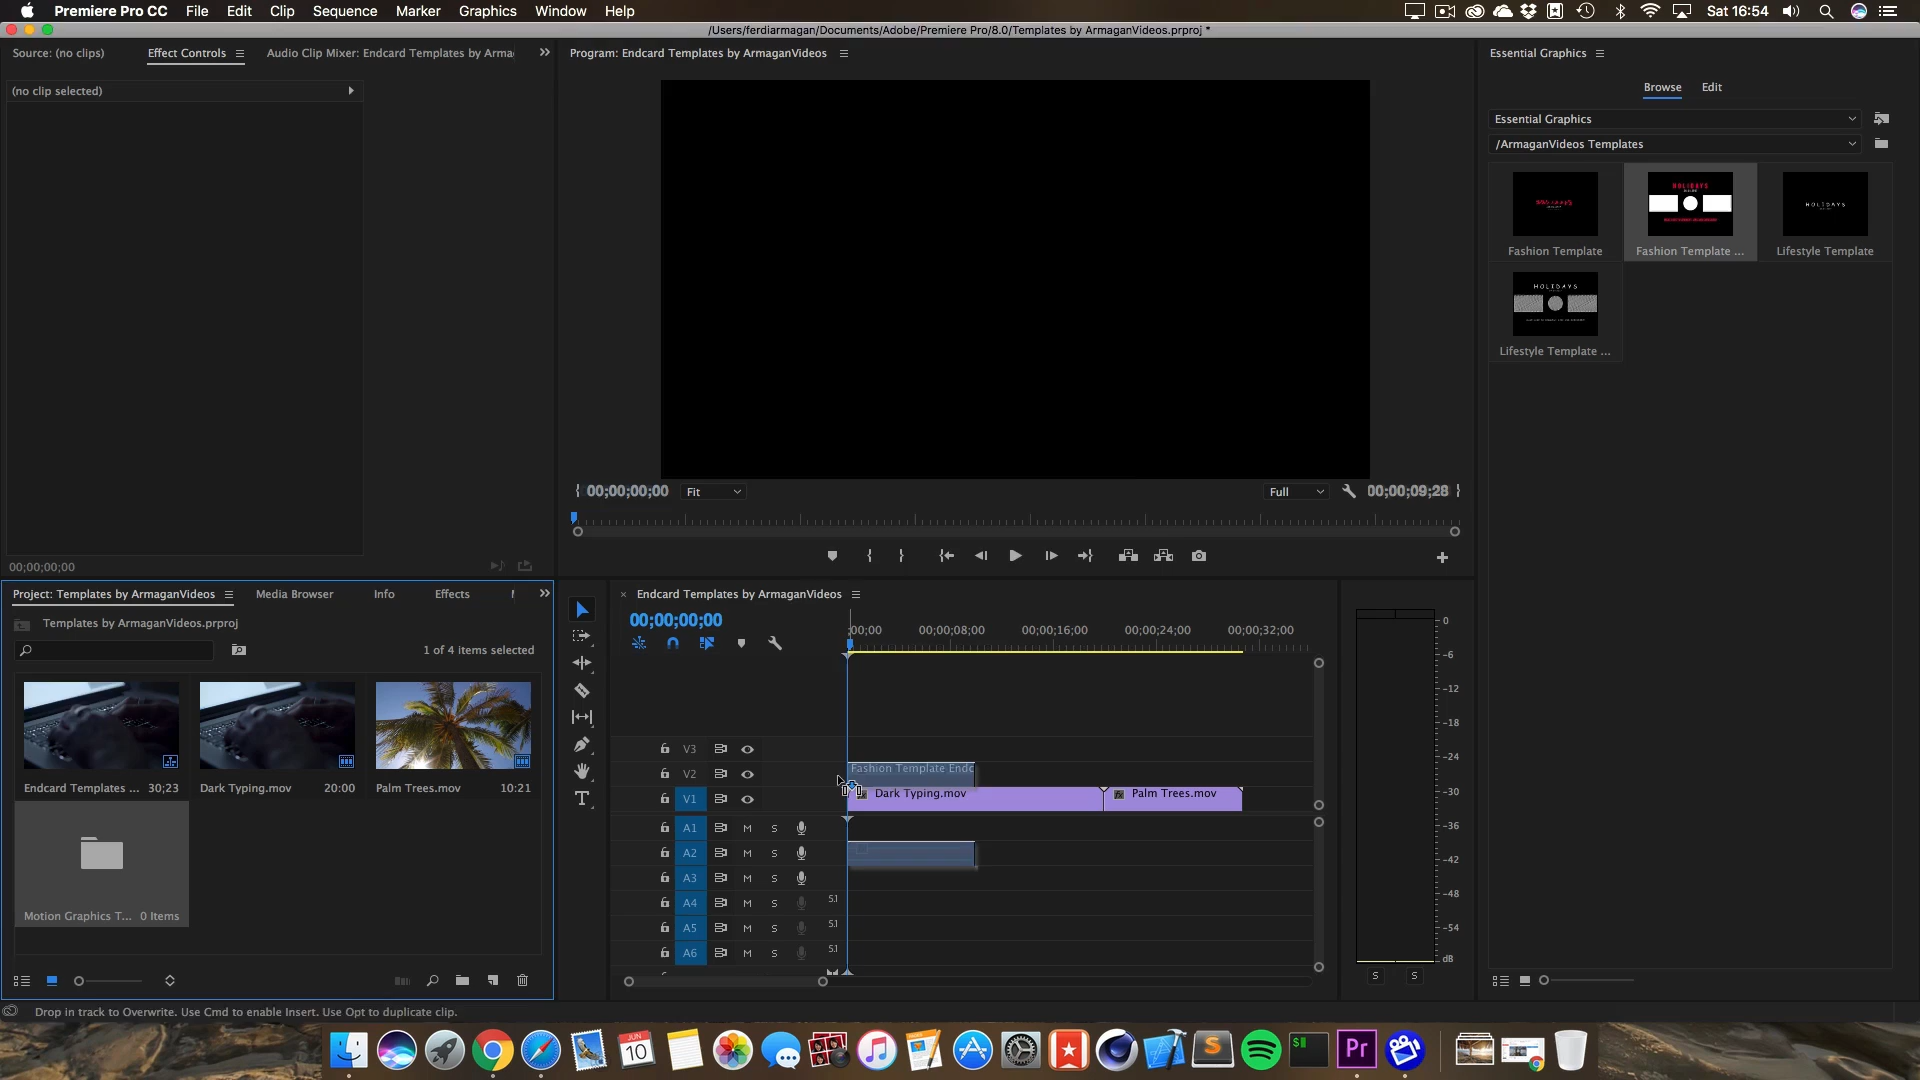 Premiere Pro CC File Edit Clip Sequence Marker Graphics Window Help Sat 16:54
/Users/ferdiarmagan/Documents/Adobe/Premiere Pro/8.0/Templates by ArmaganVideos.prproj *
Source: (no clips) Effect Controls Audio Clip Mixer: Endcard Templates by Arma
Program: Endcard Templates by ArmaganVideos
Essential Graphics
(no clip selected)
Browse Edit
Essential Graphics
/ArmaganVideos Templates
HOLIDAYS
HOLIDAYS
Fashion Template Fashion Template ... Lifestyle Template
HOLIDAYS
Lifestyle Template ...
00;00;00;00 Fit Full 00;00;09;28
00;00;00;00
Project: Templates by ArmaganVideos Media Browser Info Effects
Templates by ArmaganVideos.prproj
1 of 4 items selected
Endcard Templates ... 30;23 Dark Typing.mov 20:00 Palm Trees.mov 10:21
Motion Graphics T... 0 Items
Endcard Templates by ArmaganVideos
00;00;00;00
;00;00 00;00;08;00 00;00;16;00 00;00;24;00 00;00;32;00
V3
V2 Fashion Template Endc
V1 Dark Typing.mov Palm Trees.mov
A1 M S
A2 M S
A3 M S
A4 M S 5.1
A5 M S 5.1
A6 M S 5.1
0
-6
-12
-18
-24
-30
-36
-42
-48
-54
dB
S S
Drop in track to Overwrite. Use Cmd to enable Insert. Use Opt to duplicate clip.
JUN
10
S
$
Pr